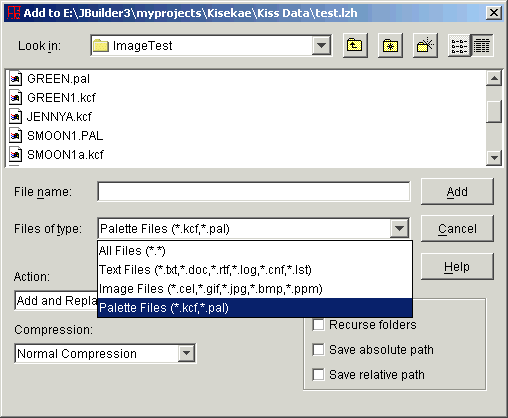 Add to E:\JBuilder3\myprojects\Kisekae\Kiss Data\test.lzh
Look in: ImageTest
GREEN.pal
GREEN1.kcf
JENNYA.kcf
SMOON1.PAL
SMOON1a.kcf
File name: Add
Files of type: Palette Files (*.kcf,*.pal) Cancel
All Files (*.*)
Text Files (*.txt,*.doc,*.rtf,*.log,*.cnf,*.lst)
Help
Action:
Image Files (*.cel,*.gif,*.jpg,*.bmp,*.ppm)
Add and Repla
Palette Files (*.kcf,*.pal)
Recurse folders
Compression:
Normal Compression
Save absolute path
Save relative path